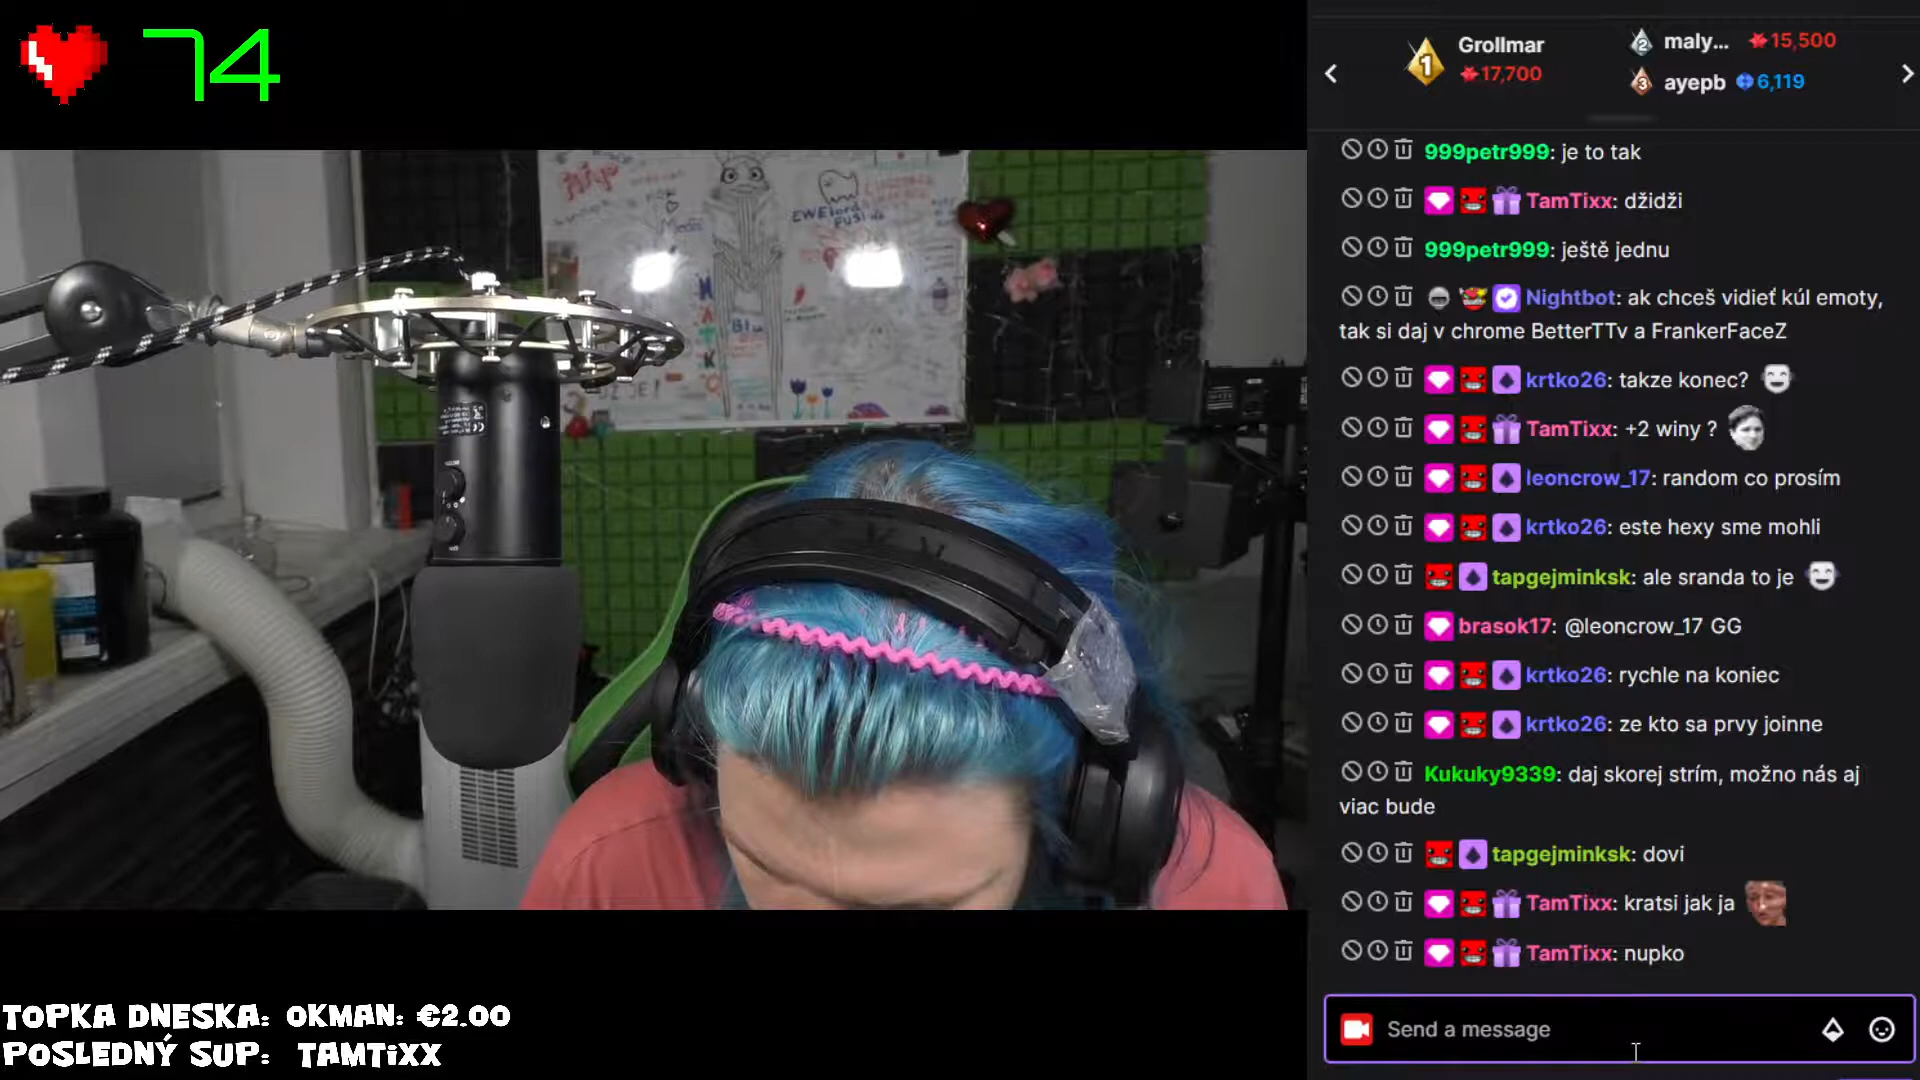 74
1
Grollmar
17,700
2
maly... 15,500
3
ayepb 6,119
999petr999: je to tak
TamTixx: džidži
999petr999: ještě jednu
Nightbot: ak chceš vidieť kúl emoty,
tak si daj v chrome BetterTTv a FrankerFaceZ
krtko26: takze konec?
TamTixx: +2 winy ?
leoncrow_17: random co prosím
krtko26: este hexy sme mohli
tapgejminksk: ale sranda to je
brasok17: @leoncrow_17 GG
krtko26: rychle na koniec
krtko26: ze kto sa prvy joinne
Kukuky9339: daj skorej strím, možno nás aj
viac bude
tapgejminksk: dovi
TamTixx: kratsi jak ja
TamTixx: nupko
Send a message
TOPKA DNESKA: OKMAN: €2.00
POSLEDNÝ SUP: TAMTiXX